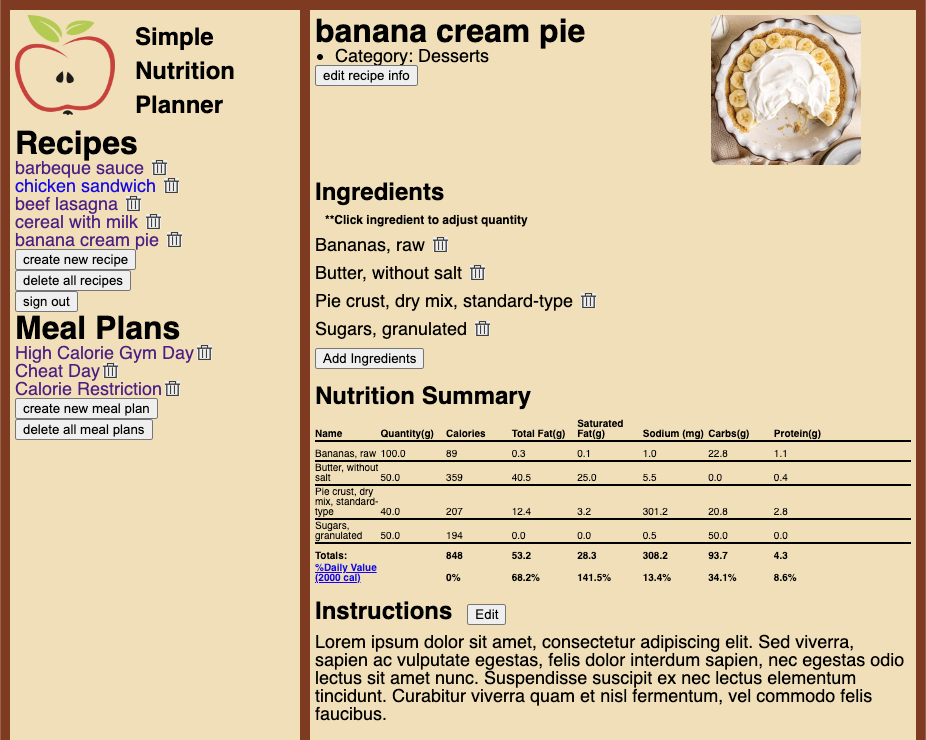 Simple
Nutrition
Planner
Recipes
barbeque sauce
chicken sandwich
beef lasagna
cereal with milk
banana cream pie
create new recipe
delete all recipes
sign out
Meal Plans
High Calorie Gym Day
Cheat Day
Calorie Restriction
create new meal plan
delete all meal plans
banana cream pie
• Category: Desserts
edit recipe info
Ingredients
**Click ingredient to adjust quantity
Bananas, raw
Butter, without salt
Pie crust, dry mix, standard-type
Sugars, granulated
Add Ingredients
Nutrition Summary
Name Quantity(g) Calories Total Fat(g) Saturated Fat(g) Sodium (mg) Carbs(g) Protein(g)
Bananas, raw 100.0 89 0.3 0.1 1.0 22.8 1.1
Butter, without salt 50.0 359 40.5 25.0 5.5 0.0 0.4
Pie crust, dry mix, standard-type 40.0 207 12.4 3.2 301.2 20.8 2.8
Sugars, granulated 50.0 194 0.0 0.0 0.5 50.0 0.0
Totals: 848 53.2 28.3 308.2 93.7 4.3
%Daily Value (2000 cal) 0% 68.2% 141.5% 13.4% 34.1% 8.6%
Instructions Edit
Lorem ipsum dolor sit amet, consectetur adipiscing elit. Sed viverra,
sapien ac vulputate egestas, felis dolor interdum sapien, nec egestas odio
lectus sit amet nunc. Suspendisse suscipit ex nec lectus elementum
tincidunt. Curabitur viverra quam et nisl fermentum, vel commodo felis
faucibus.